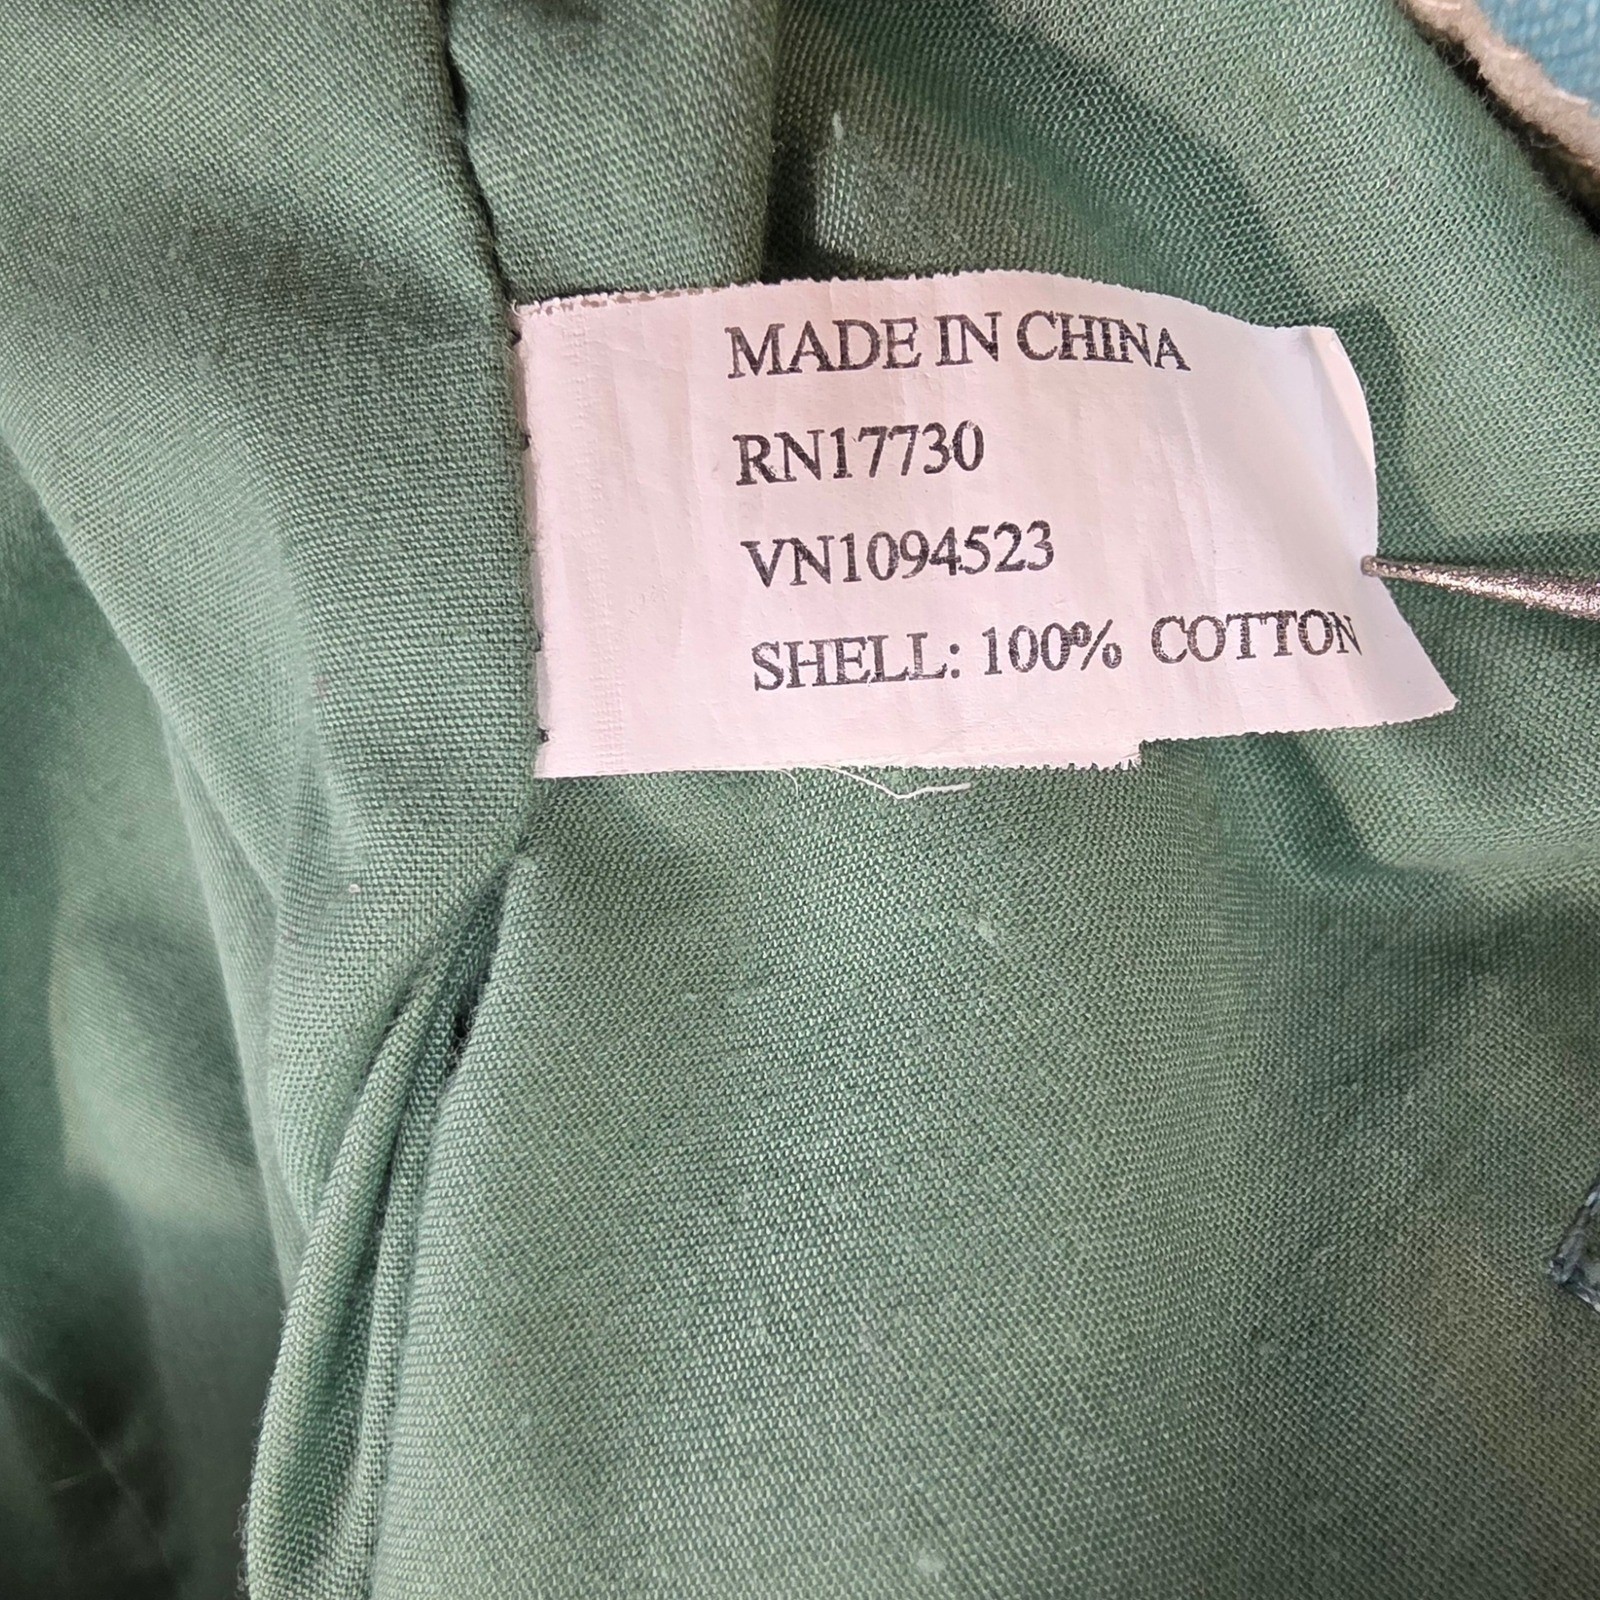 MADE IN CHINA
RN17730
VN1094523
SHELL: 100% COTTON